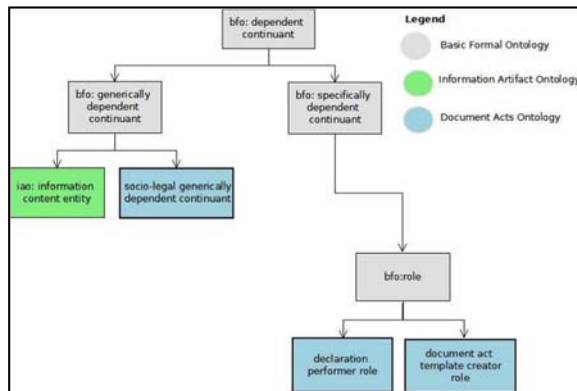 bfo: dependent
continuant
Legend
Basic Formal Ontology
Information Artifact Ontology
Document Acts Ontology
bfo: generically
dependent
continuant
bfo: specifically
dependent
continuant
iao: information
content entity
socio-legal generically
dependent continuant
bfo:role
declaration
performer role
document act
template creator
role